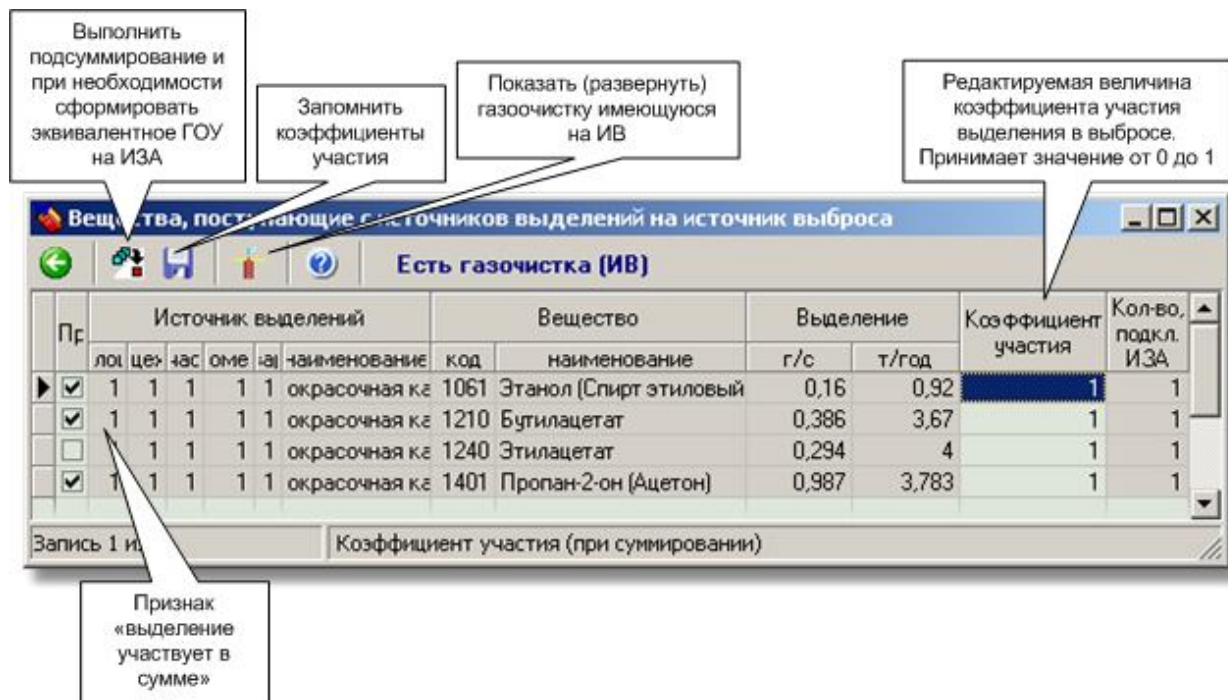 Выполнить
подсуммирование и
при необходимости
сформировать
эквивалентное ГОУ
на ИЗА
Запомнить
коэффициенты
участия
Показать (развернуть)
газоочистку имеющуюся
на ИВ
Редактируемая величина
коэффициента участия
выделения в выбросе.
Принимает значение от 0 до 1
Вещества, поступающие с источников выделений на источник выброса
Есть газочистка (ИВ)
Пр Источник выделений Вещество Выделение Коэффициент участия Кол-во, подкл. ИЗА
лоц цех час оме наименование код наименование г/с т/год
1 1 1 1 1 окрасочная ка 1061 Этанол (Спирт этиловый 0,16 0,92 1 1
1 1 1 1 1 окрасочная ка 1210 Бутилацетат 0,386 3,67 1 1
1 1 1 1 окрасочная ка 1240 Этилацетат 0,294 4 1 1
1 1 1 1 1 окрасочная ка 1401 Пропан-2-он (Ацетон) 0,987 3,783 1 1
Запись 1 Коэффициент участия (при суммировании)
Признак
«выделение
участвует в
сумме»